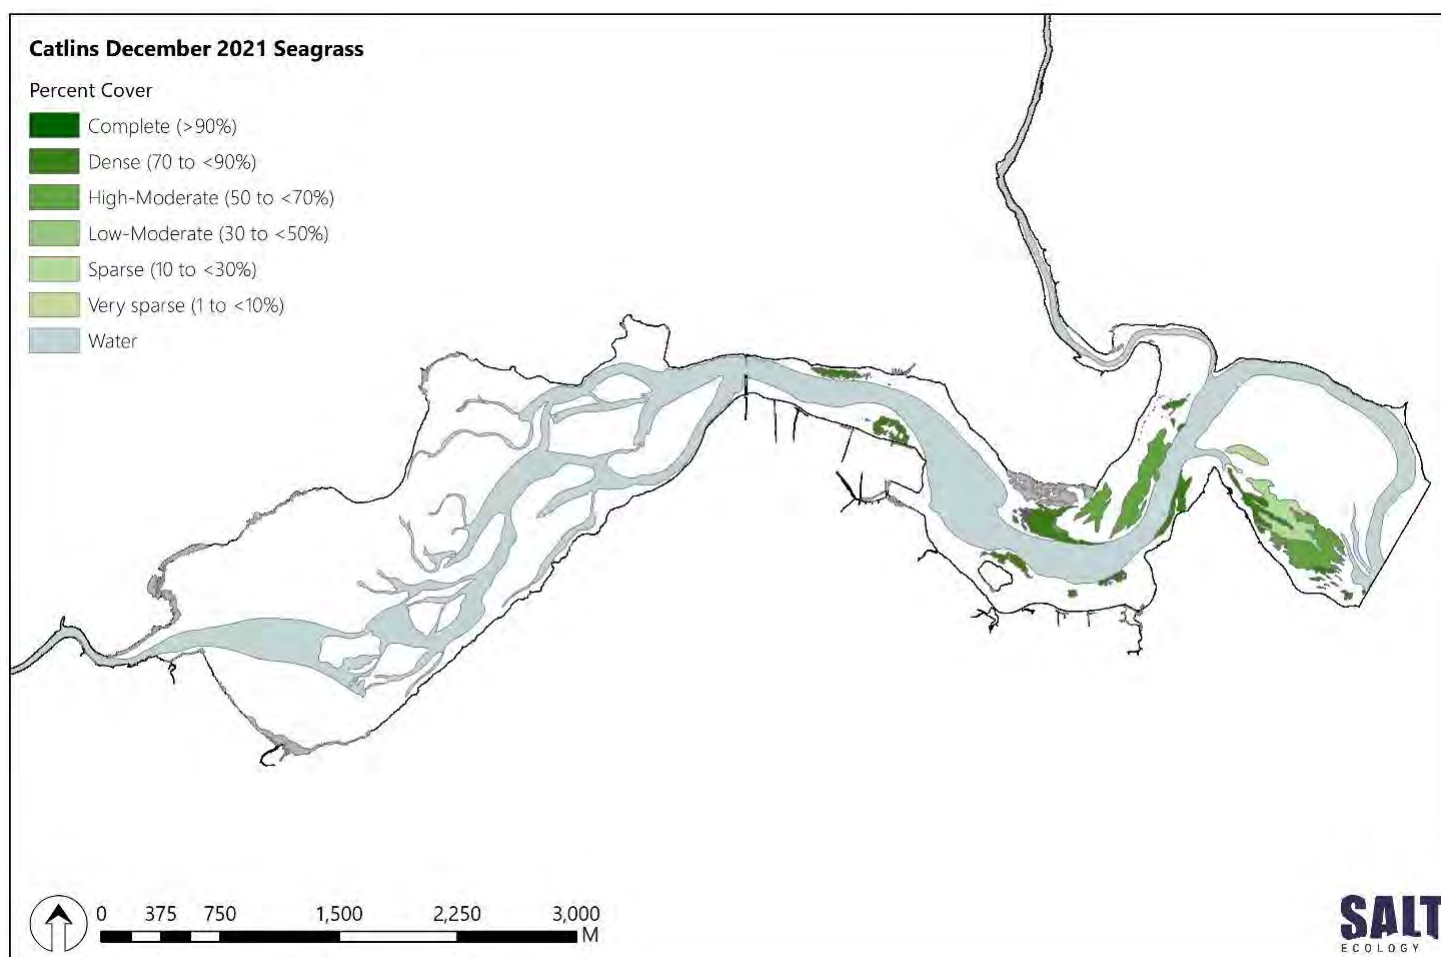 Catlins December 2021 Seagrass
Percent Cover
Complete (>90%)
Dense (70 to <90%)
High-Moderate (50 to <70%)
Low-Moderate (30 to <50%)
Sparse (10 to <30%)
Very sparse (1 to <10%)
Water
0 375 750 1,500 2,250 3,000
M
SALT
ECOLOGY